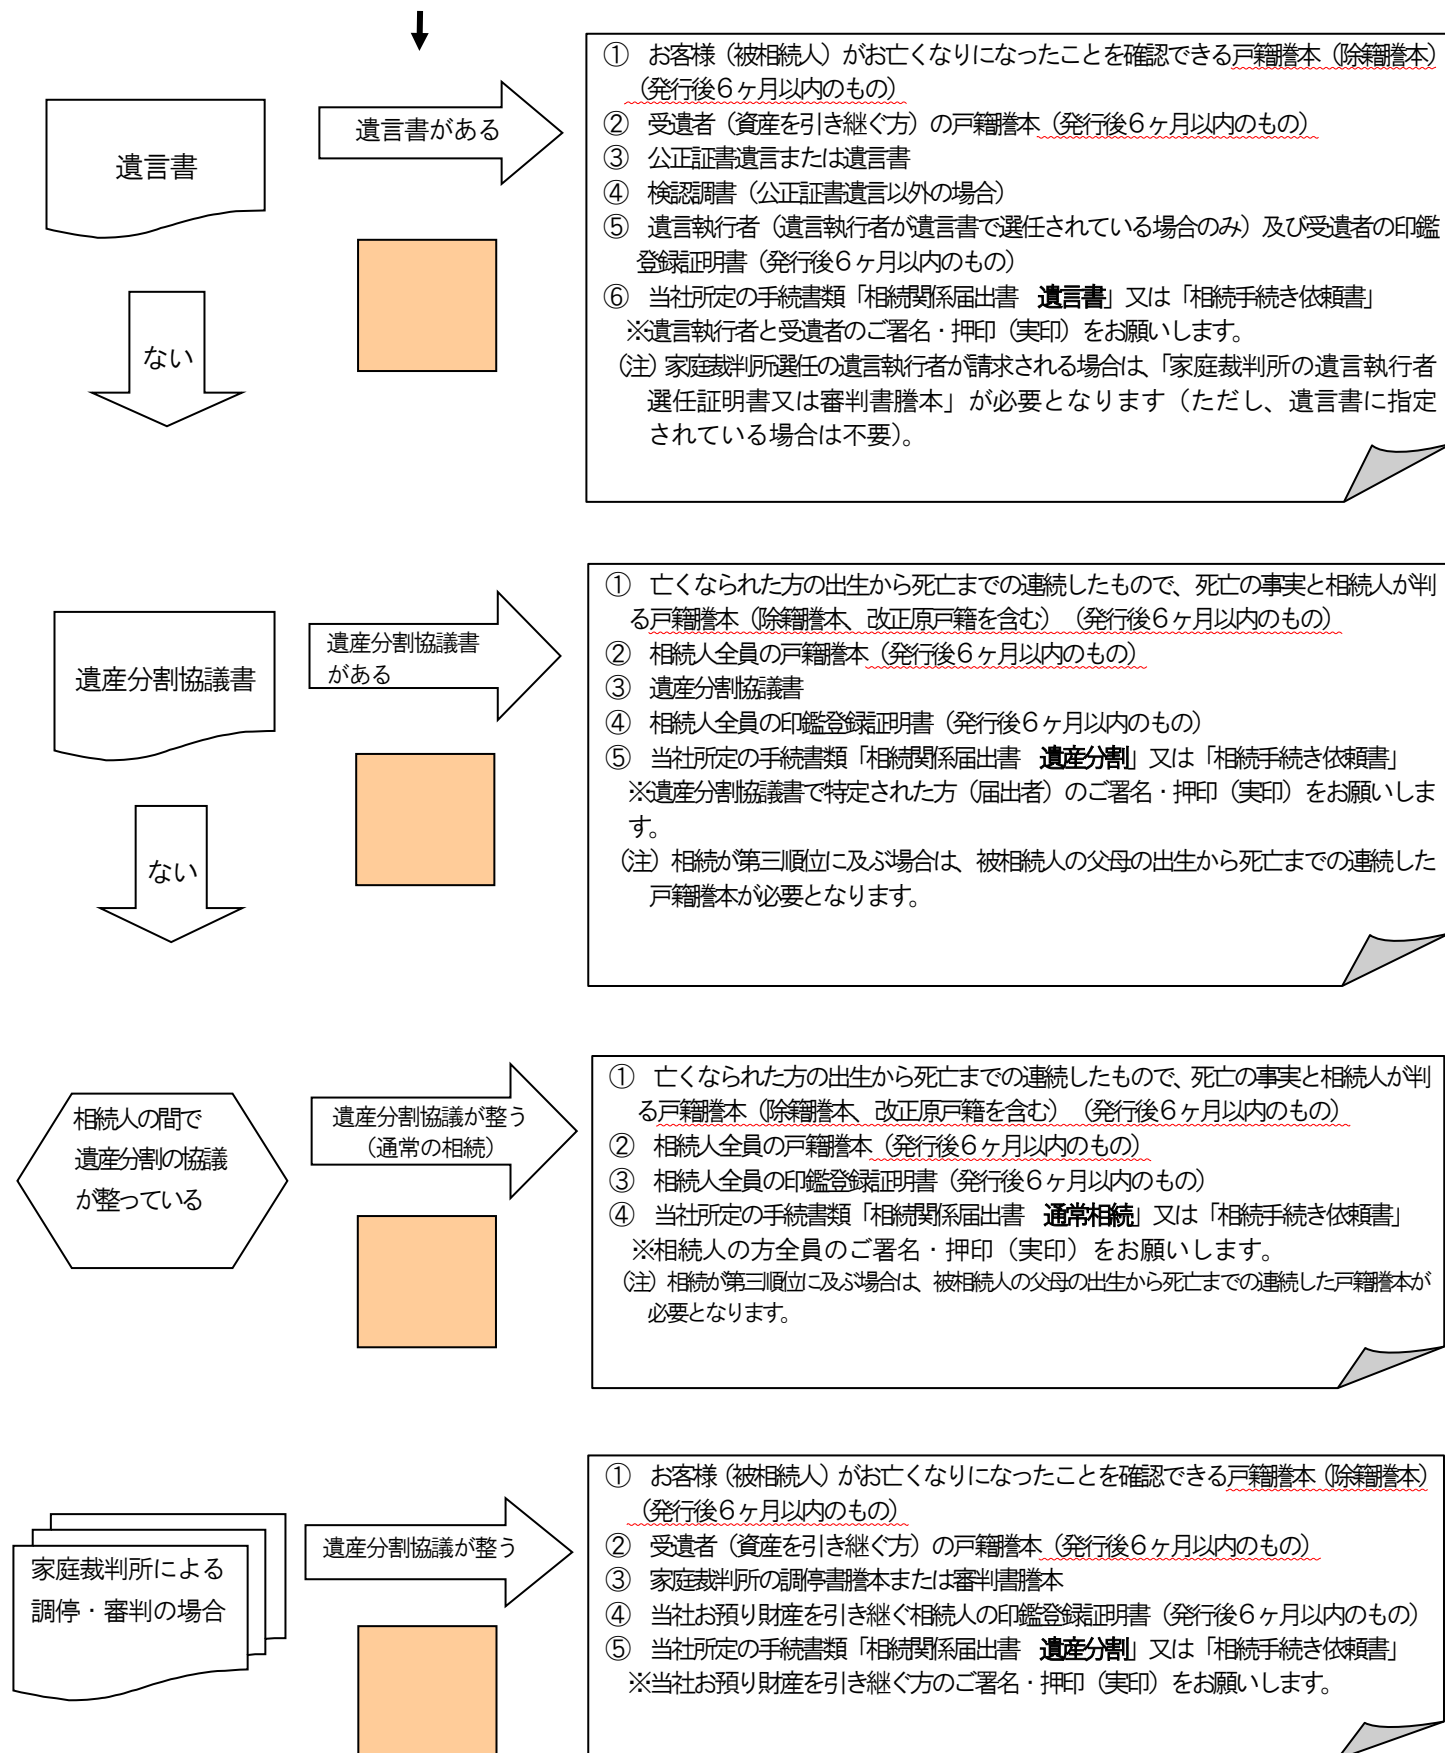 遺言書
遺言書がある
① お客様（被相続人）がお亡くなりになったことを確認できる戸籍謄本（除籍謄本）
（発行後６ヶ月以内のもの）
② 受遺者（資産を引き継ぐ方）の戸籍謄本（発行後６ヶ月以内のもの）
③ 公正証書遺言または遺言書
④ 検認調書（公正証書遺言以外の場合）
⑤ 遺言執行者（遺言執行者が遺言書で選任されている場合のみ）及び受遺者の印鑑
登録証明書（発行後６ヶ月以内のもの）
⑥ 当社所定の手続書類「相続関係届出書　遺言書」又は「相続手続き依頼書」
※遺言執行者と受遺者のご署名・押印（実印）をお願いします。
（注）家庭裁判所選任の遺言執行者が請求される場合は、「家庭裁判所の遺言執行者
選任証明書又は審判書謄本」が必要となります（ただし、遺言書に指定
されている場合は不要）。
ない
遺産分割協議書
遺産分割協議書
がある
① 亡くなられた方の出生から死亡までの連続したもので、死亡の事実と相続人が判
る戸籍謄本（除籍謄本、改正原戸籍を含む）（発行後６ヶ月以内のもの）
② 相続人全員の戸籍謄本（発行後６ヶ月以内のもの）
③ 遺産分割協議書
④ 相続人全員の印鑑登録証明書（発行後６ヶ月以内のもの）
⑤ 当社所定の手続書類「相続関係届出書　遺産分割」又は「相続手続き依頼書」
※遺産分割協議書で特定された方（届出者）のご署名・押印（実印）をお願いしま
す。
（注）相続が第三順位に及ぶ場合は、被相続人の父母の出生から死亡までの連続した
戸籍謄本が必要となります。
ない
相続人の間で
遺産分割の協議
が整っている
遺産分割協議が整う
（通常の相続）
① 亡くなられた方の出生から死亡までの連続したもので、死亡の事実と相続人が判
る戸籍謄本（除籍謄本、改正原戸籍を含む）（発行後６ヶ月以内のもの）
② 相続人全員の戸籍謄本（発行後６ヶ月以内のもの）
③ 相続人全員の印鑑登録証明書（発行後６ヶ月以内のもの）
④ 当社所定の手続書類「相続関係届出書　通常相続」又は「相続手続き依頼書」
※相続人の方全員のご署名・押印（実印）をお願いします。
（注）相続が第三順位に及ぶ場合は、被相続人の父母の出生から死亡までの連続した戸籍謄本が
必要となります。
家庭裁判所による
調停・審判の場合
遺産分割協議が整う
① お客様（被相続人）がお亡くなりになったことを確認できる戸籍謄本（除籍謄本）
（発行後６ヶ月以内のもの）
② 受遺者（資産を引き継ぐ方）の戸籍謄本（発行後６ヶ月以内のもの）
③ 家庭裁判所の調停書謄本または審判書謄本
④ 当社お預り財産を引き継ぐ相続人の印鑑登録証明書（発行後６ヶ月以内のもの）
⑤ 当社所定の手続書類「相続関係届出書　遺産分割」又は「相続手続き依頼書」
※当社お預り財産を引き継ぐ方のご署名・押印（実印）をお願いします。